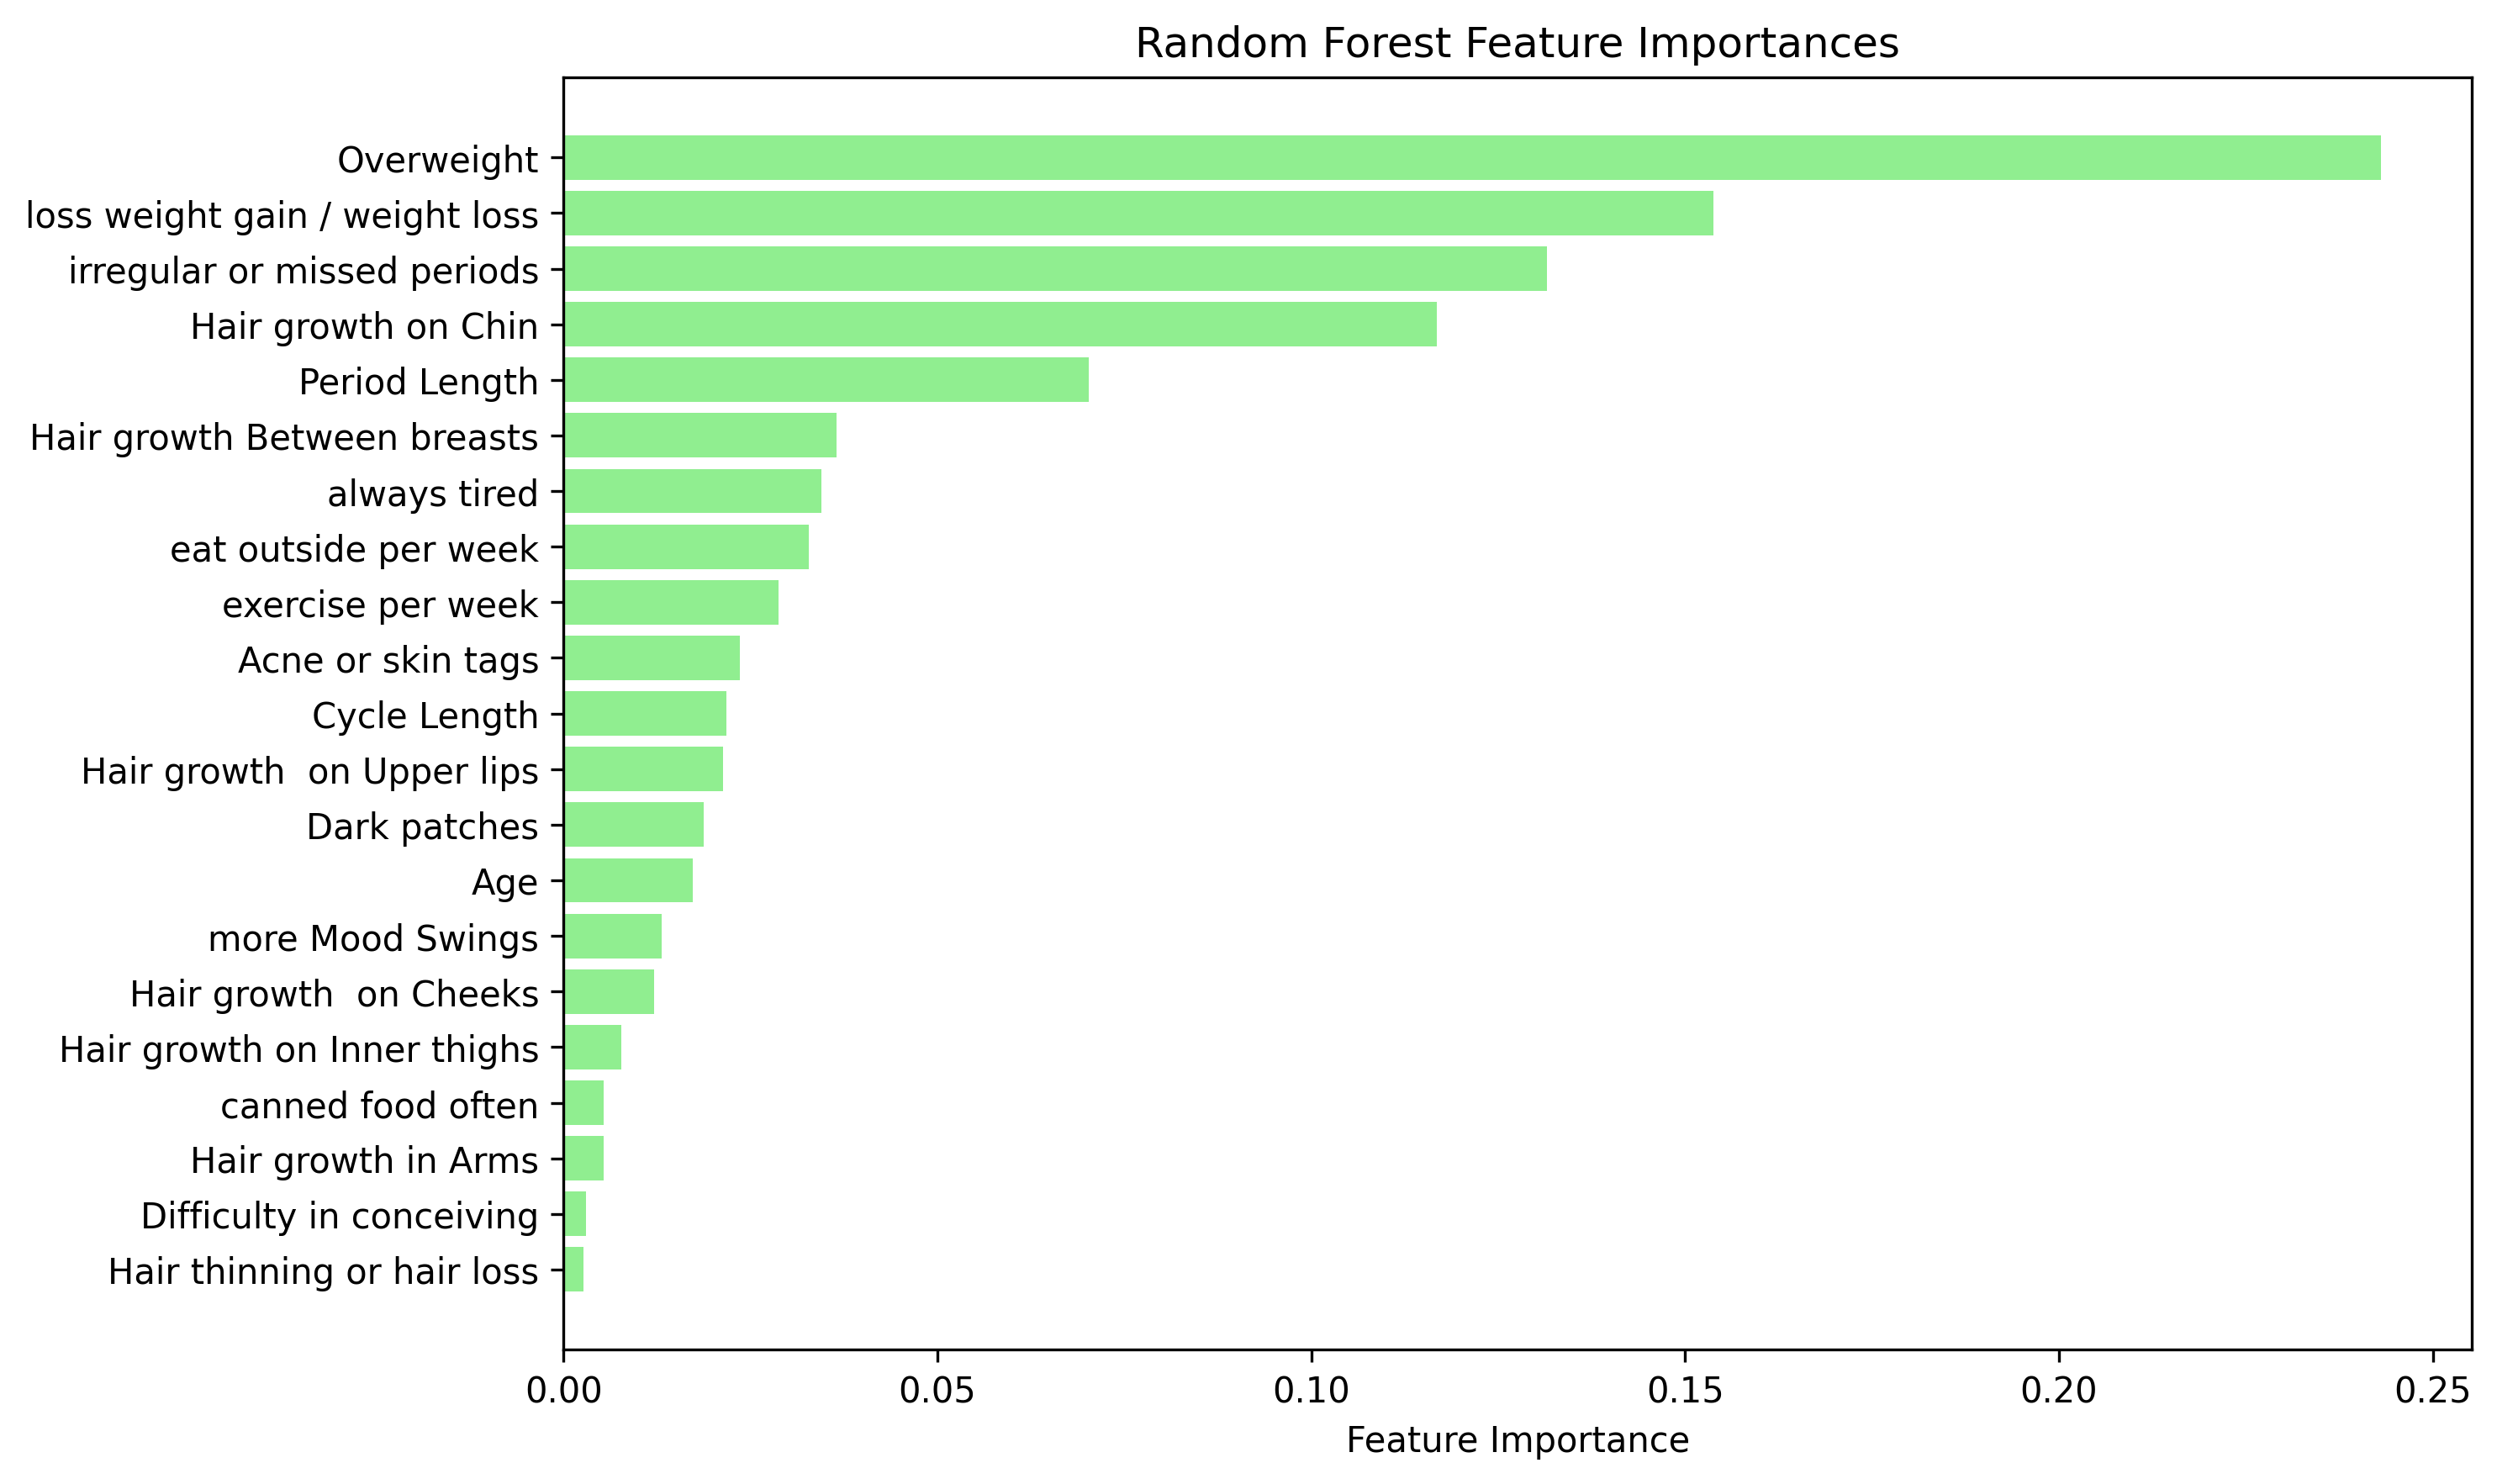 Random Forest Feature Importances
Overweight
loss weight gain / weight loss
irregular or missed periods
Hair growth on Chin
Period Length
Hair growth Between breasts
always tired
eat outside per week
exercise per week
Acne or skin tags
Cycle Length
Hair growth  on Upper lips
Dark patches
Age
more Mood Swings
Hair growth  on Cheeks
Hair growth on Inner thighs
canned food often
Hair growth in Arms
Difficulty in conceiving
Hair thinning or hair loss
0.00 0.05 0.10 0.15 0.20 0.25
Feature Importance